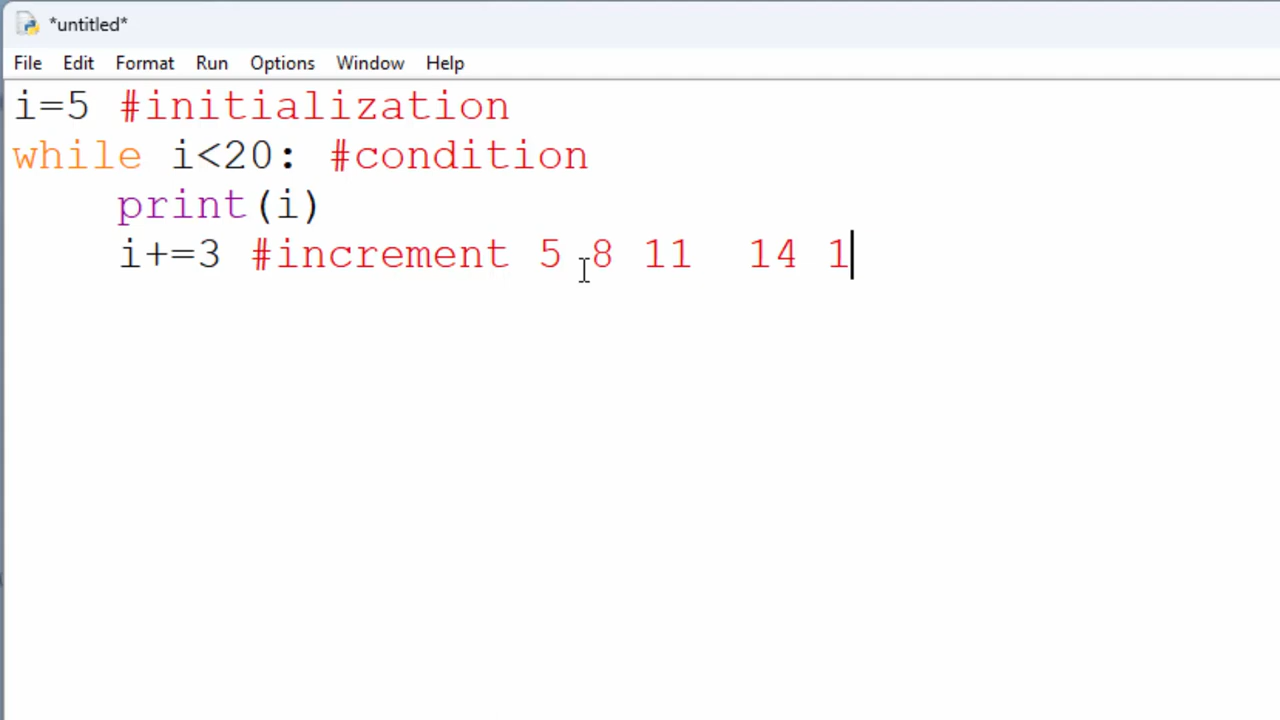 *untitled*
File Edit Format Run Options Window Help
i=5 #initialization
while i<20: #condition
    print(i)
    i+=3 #increment 5 8 11  14 1